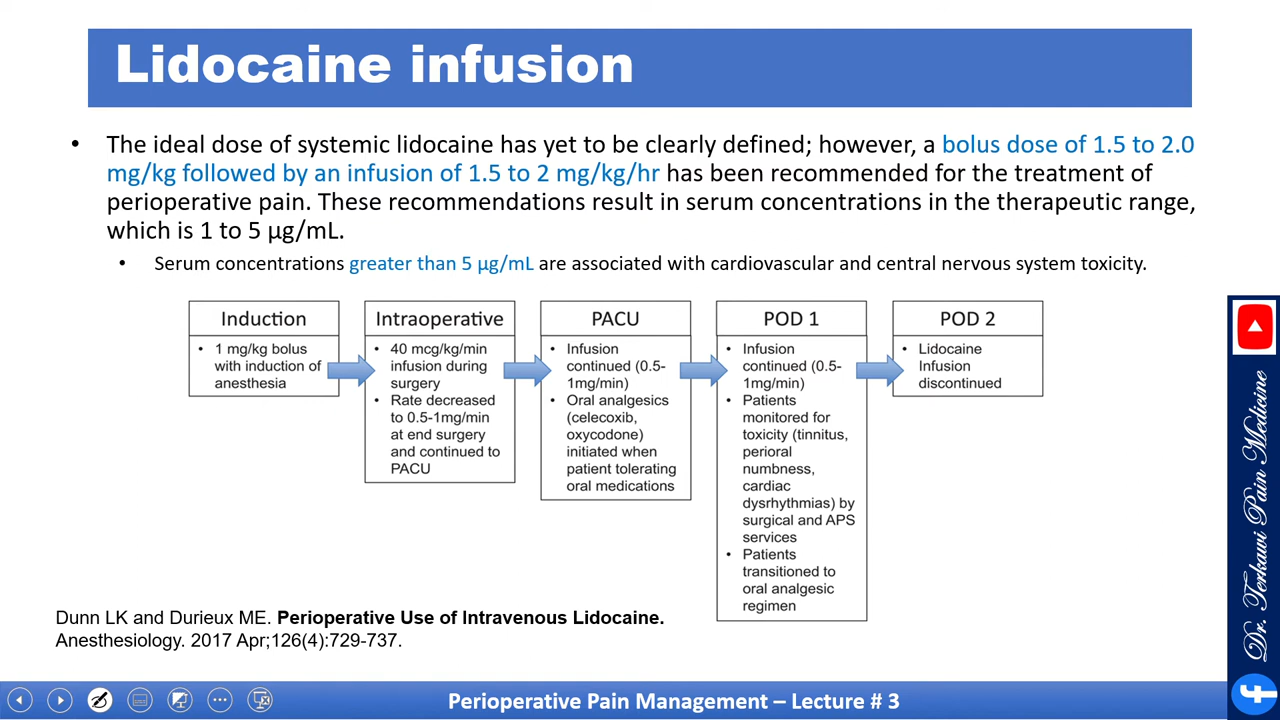 Lidocaine infusion
• The ideal dose of systemic lidocaine has yet to be clearly defined; however, a bolus dose of 1.5 to 2.0
mg/kg followed by an infusion of 1.5 to 2 mg/kg/hr has been recommended for the treatment of
perioperative pain. These recommendations result in serum concentrations in the therapeutic range,
which is 1 to 5 µg/mL.
• Serum concentrations greater than 5 µg/mL are associated with cardiovascular and central nervous system toxicity.
Induction
• 1 mg/kg bolus
with induction of
anesthesia
Intraoperative
• 40 mcg/kg/min
infusion during
surgery
• Rate decreased
to 0.5-1mg/min
at end surgery
and continued to
PACU
PACU
• Infusion
continued (0.5-
1mg/min)
• Oral analgesics
(celecoxib,
oxycodone)
initiated when
patient tolerating
oral medications
POD 1
• Infusion
continued (0.5-
1mg/min)
• Patients
monitored for
toxicity (tinnitus,
perioral
numbness,
cardiac
dysrhythmias) by
surgical and APS
services
• Patients
transitioned to
oral analgesic
regimen
POD 2
• Lidocaine
Infusion
discontinued
Dunn LK and Durieux ME. Perioperative Use of Intravenous Lidocaine.
Anesthesiology. 2017 Apr;126(4):729-737.
Dr. Terkawi Pain Medicine
Perioperative Pain Management – Lecture # 3